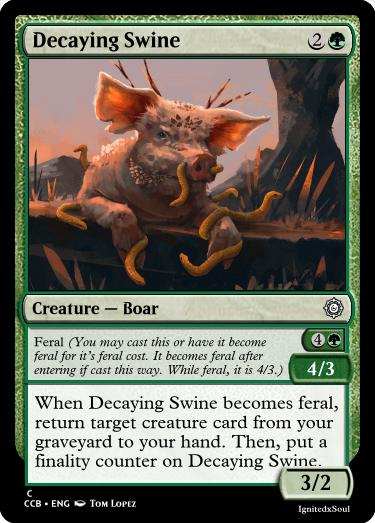 Decaying Swine 2
Creature — Boar
Feral (You may cast this or have it become 4
feral for it's feral cost. It becomes feral after
entering if cast this way. While feral, it is 4/3.) 4/3
When Decaying Swine becomes feral,
return target creature card from your
graveyard to your hand. Then, put a
finality counter on Decaying Swine.
3/2
C
CCB • ENG Tom Lopez
IgnitedxSoul